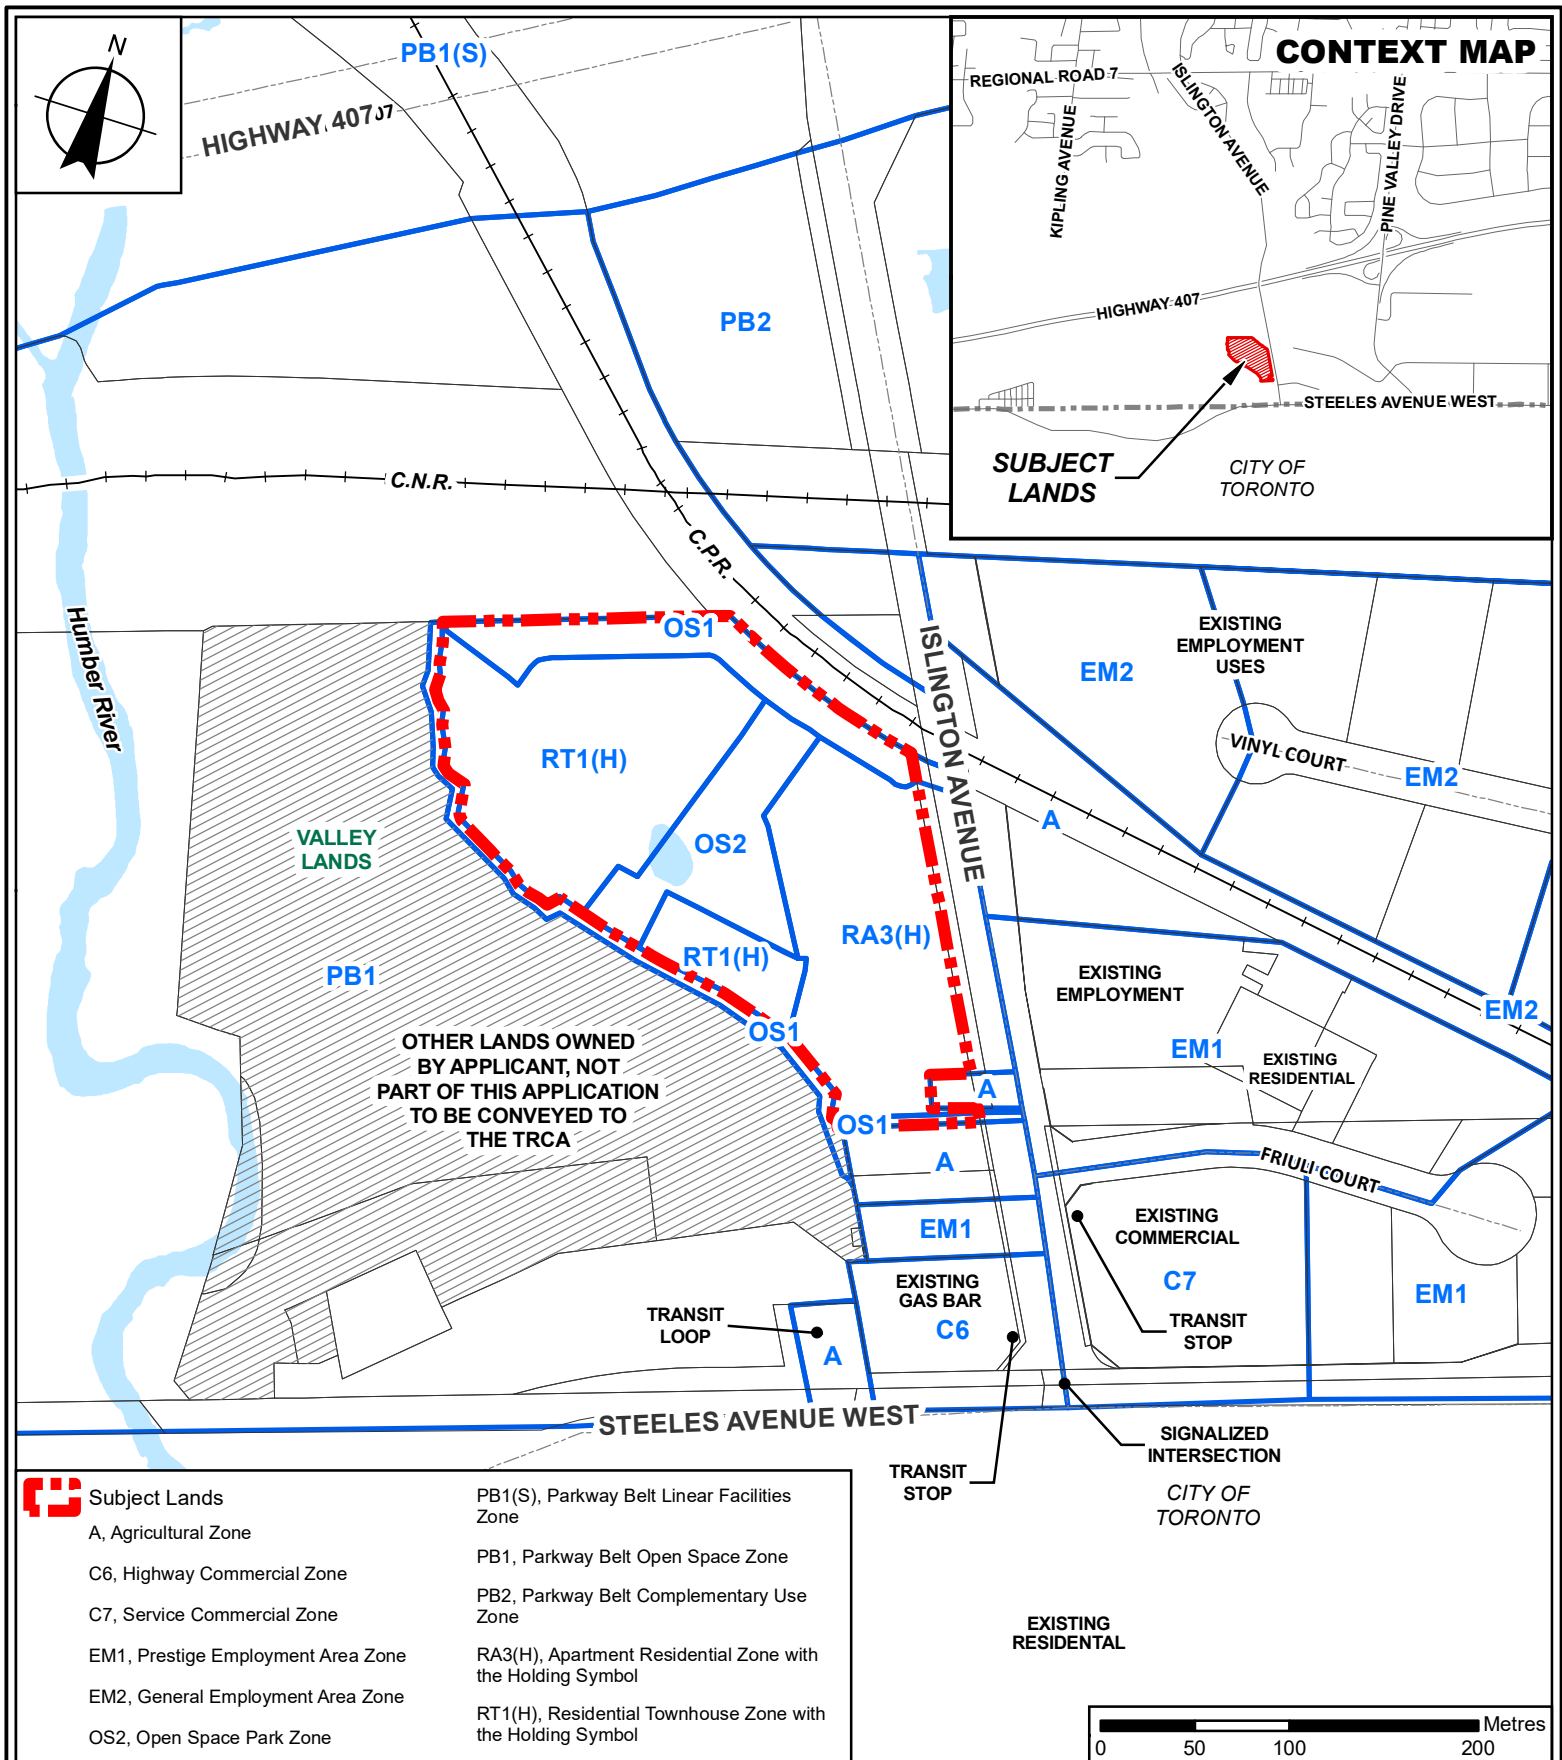 N
PB1(S)
HIGHWAY 407
CONTEXT MAP
REGIONAL ROAD 7
KIPLING AVENUE
ISLINGTON AVENUE
PINE VALLEY DRIVE
HIGHWAY 407
STEELES AVENUE WEST
SUBJECT
LANDS
CITY OF
TORONTO
PB2
C.N.R.
C.P.R.
Humber River
OS1
ISLINGTON AVENUE
EXISTING
EMPLOYMENT
USES
EM2
RT1(H)
VINYL COURT
EM2
A
VALLEY
LANDS
OS2
RA3(H)
RT1(H)
PB1
EXISTING
EMPLOYMENT
EM2
OS1
EM1
EXISTING
RESIDENTIAL
OTHER LANDS OWNED
BY APPLICANT, NOT
PART OF THIS APPLICATION
TO BE CONVEYED TO
THE TRCA
A
OS1
A
FRIULI COURT
EM1
EXISTING
COMMERCIAL
C7
EXISTING
GAS BAR
C6
EM1
TRANSIT
LOOP
A
TRANSIT
STOP
STEELES AVENUE WEST
TRANSIT
STOP
SIGNALIZED
INTERSECTION
CITY OF
TORONTO
EXISTING
RESIDENTAL
Subject Lands
A, Agricultural Zone
C6, Highway Commercial Zone
C7, Service Commercial Zone
EM1, Prestige Employment Area Zone
EM2, General Employment Area Zone
OS2, Open Space Park Zone
PB1(S), Parkway Belt Linear Facilities
Zone
PB1, Parkway Belt Open Space Zone
PB2, Parkway Belt Complementary Use
Zone
RA3(H), Apartment Residential Zone with
the Holding Symbol
RT1(H), Residential Townhouse Zone with
the Holding Symbol
Metres
0 50 100 200